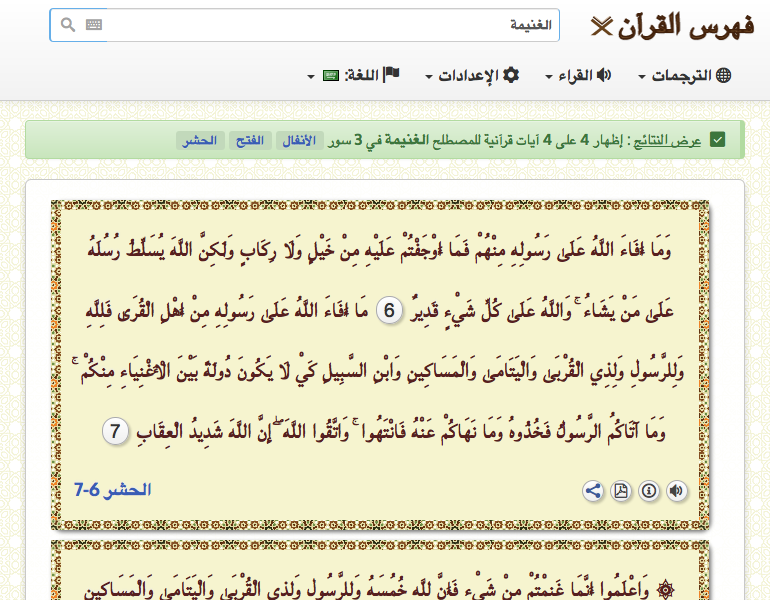 فهرس القرآن
الغنيمة
الترجمات
القراء
الإعدادات
اللغة:
عرض النتائج : إظهار 4 على 4 آيات قرآنية للمصطلح الغنيمة في 3 سور الأنفال الفتح الحشر
وَمَا أَفَاءَ اللَّهُ عَلَىٰ رَسُولِهِ مِنْهُمْ فَمَا أَوْجَفْتُمْ عَلَيْهِ مِنْ خَيْلٍ وَلَا رِكَابٍ وَلَٰكِنَّ اللَّهَ يُسَلِّطُ رُسُلَهُ
عَلَىٰ مَنْ يَشَاءُ ۚ وَاللَّهُ عَلَىٰ كُلِّ شَيْءٍ قَدِيرٌ 6 مَا أَفَاءَ اللَّهُ عَلَىٰ رَسُولِهِ مِنْ أَهْلِ الْقُرَىٰ فَلِلَّهِ
وَلِلرَّسُولِ وَلِذِي الْقُرْبَىٰ وَالْيَتَامَىٰ وَالْمَسَاكِينِ وَابْنِ السَّبِيلِ كَيْ لَا يَكُونَ دُولَةً بَيْنَ الْأَغْنِيَاءِ مِنْكُمْ ۚ
وَمَا آتَاكُمُ الرَّسُولُ فَخُذُوهُ وَمَا نَهَاكُمْ عَنْهُ فَانْتَهُوا ۚ وَاتَّقُوا اللَّهَ ۖ إِنَّ اللَّهَ شَدِيدُ الْعِقَابِ 7
الحشر 6-7
۞ وَاعْلَمُوا أَنَّمَا غَنِمْتُمْ مِنْ شَيْءٍ فَأَنَّ لِلَّهِ خُمُسَهُ وَلِلرَّسُولِ وَلِذِي الْقُرْبَىٰ وَالْيَتَامَىٰ وَالْمَسَاكِينِ